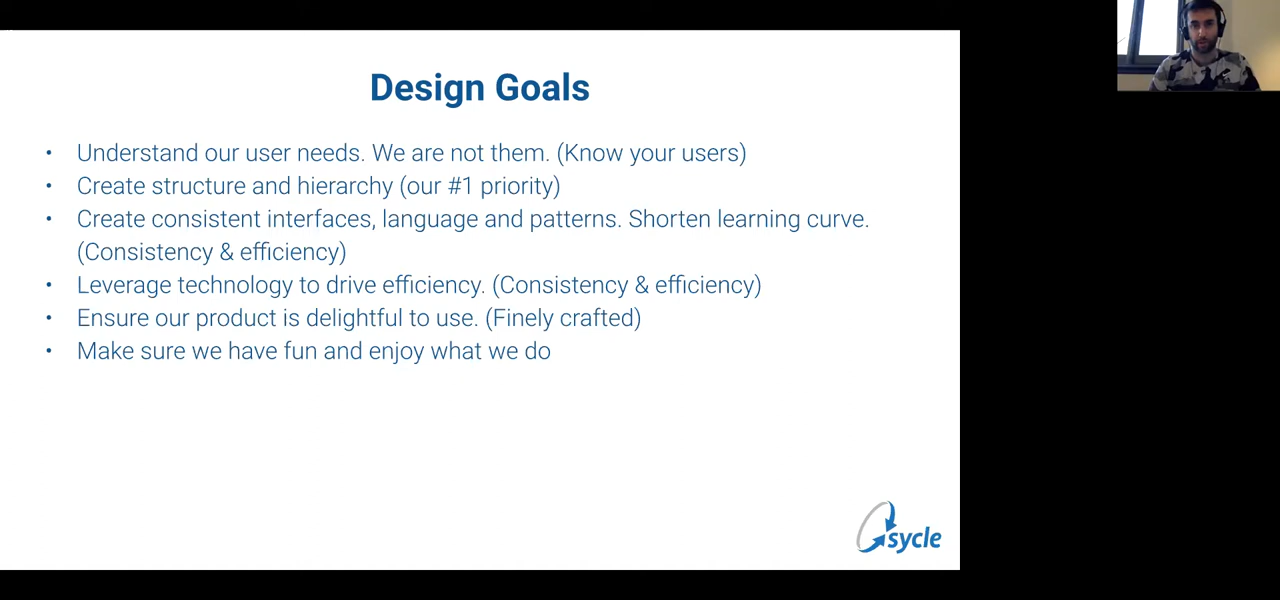 Design Goals
• Understand our user needs. We are not them. (Know your users)
• Create structure and hierarchy (our #1 priority)
• Create consistent interfaces, language and patterns. Shorten learning curve.
(Consistency & efficiency)
• Leverage technology to drive efficiency. (Consistency & efficiency)
• Ensure our product is delightful to use. (Finely crafted)
• Make sure we have fun and enjoy what we do
sycle